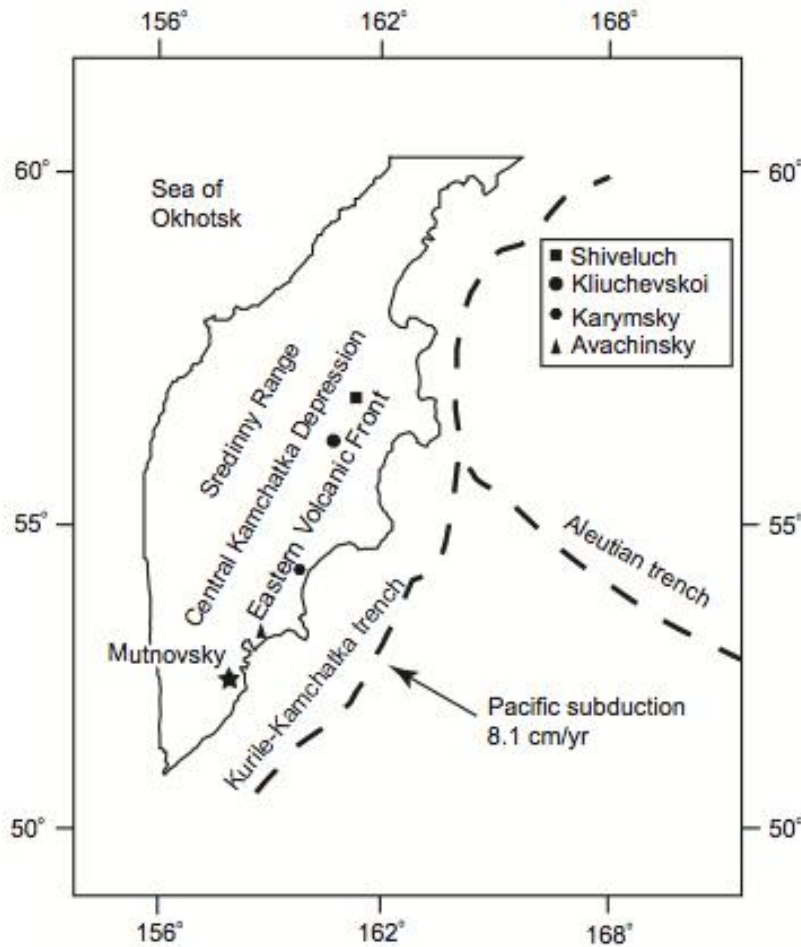 156° 162° 168°
60° 60°
Sea of
Okhotsk
Shiveluch
Kliuchevskoi
Karymsky
Avachinsky
Sredinny Range
Central Kamchatka Depression
Eastern Volcanic Front
55° 55°
Aleutian trench
Mutnovsky
Kurile-Kamchatka trench
Pacific subduction
8.1 cm/yr
50° 50°
156° 162° 168°